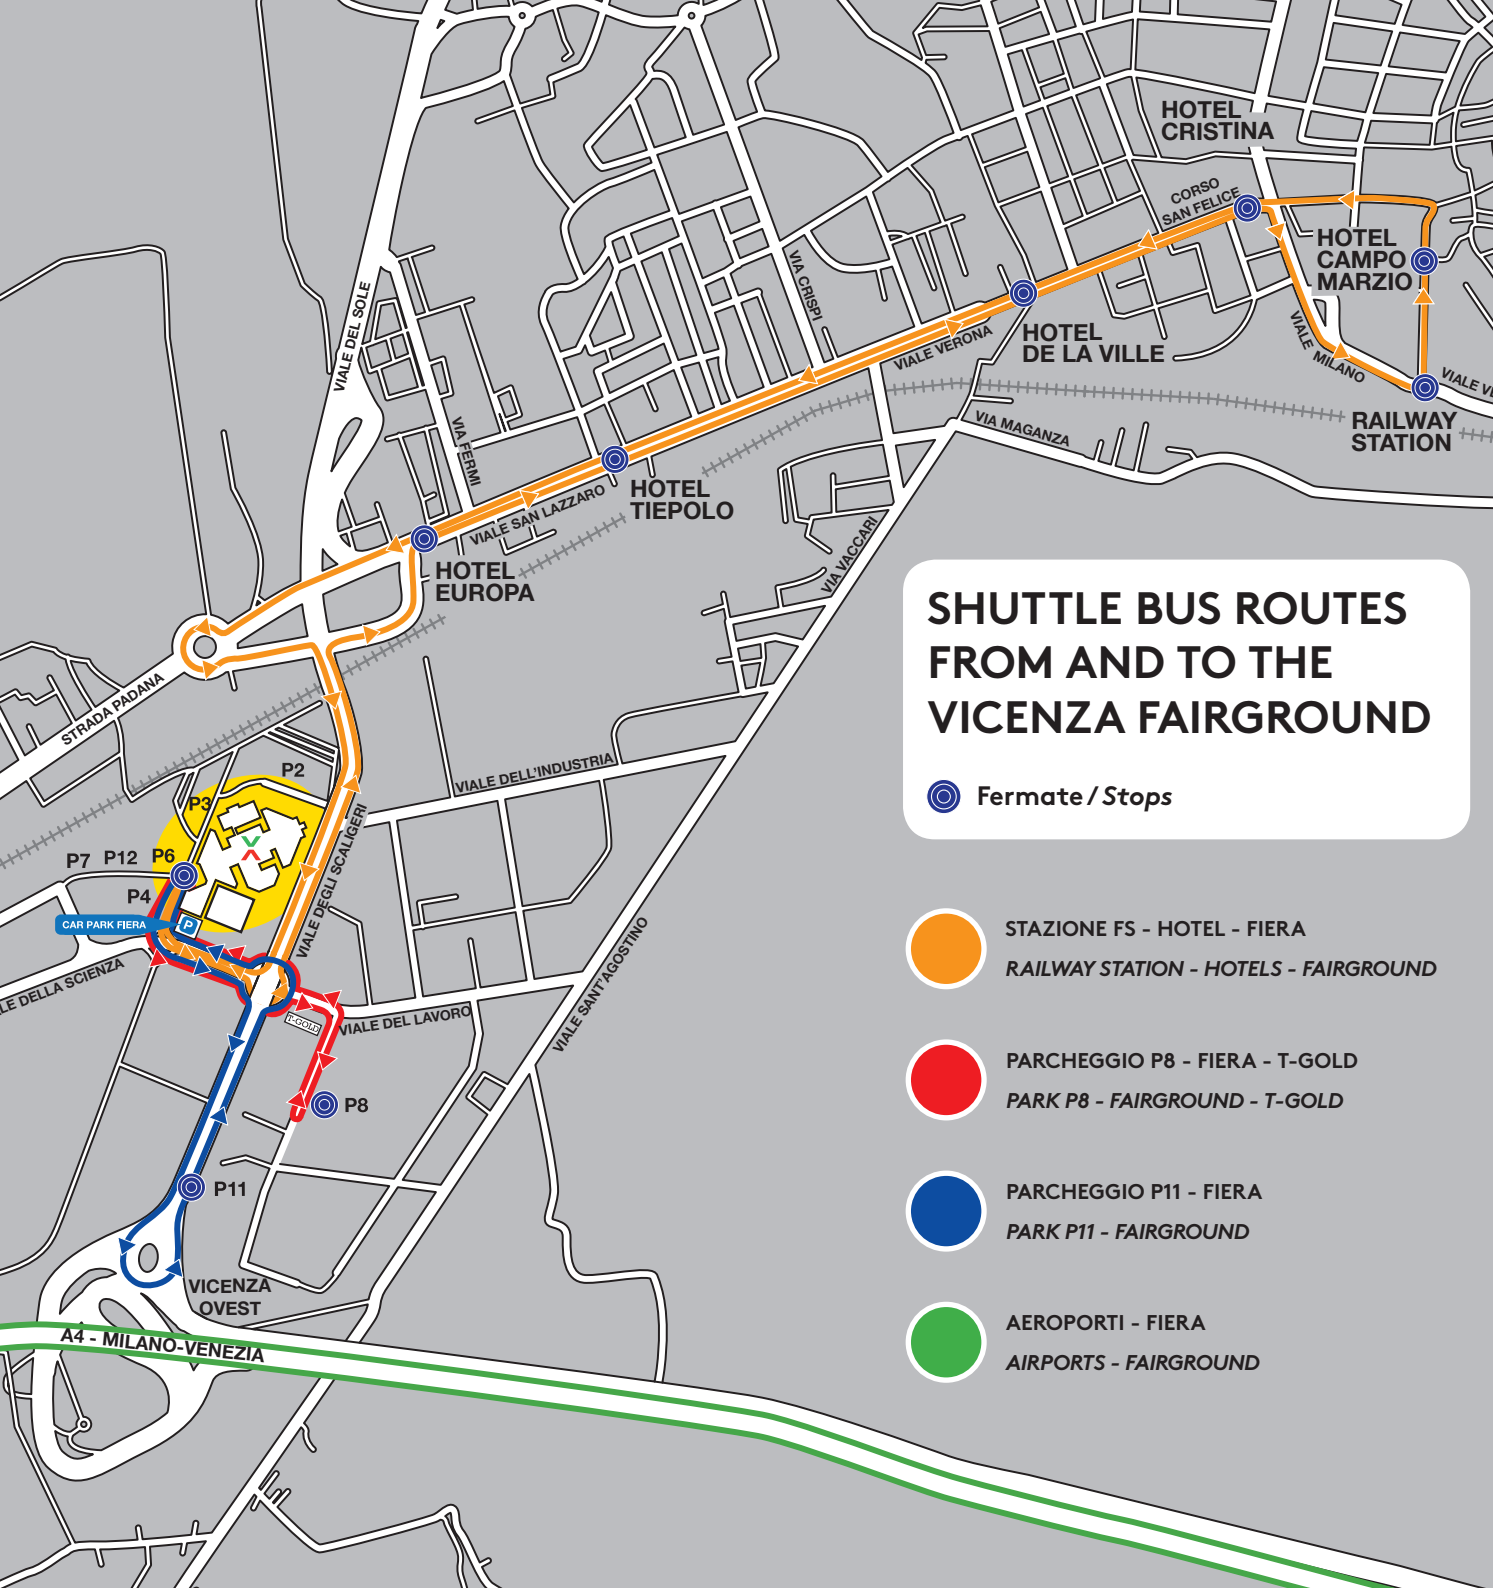 HOTEL
CRISTINA
CORSO
SAN FELICE
HOTEL
CAMPO
MARZIO
VIALE DEL SOLE
VIA CRISPI
VIALE VERONA
HOTEL
DE LA VILLE
VIALE MILANO
RAILWAY
STATION
VIA MAGANZA
VIA FERMI
VIALE SAN LAZZARO
HOTEL
TIEPOLO
HOTEL
EUROPA
VIA VACCARI
STRADA PADANA
SHUTTLE BUS ROUTES
FROM AND TO THE
VICENZA FAIRGROUND
Fermate / Stops
VIALE DELL'INDUSTRIA
P2
P3
P7 P12 P6
P4
CAR PARK FIERA
P
VIALE DEGLI SCALIGERI
LE DELLA SCIENZA
T-GOLD
VIALE DEL LAVORO
VIALE SANT'AGOSTINO
P8
P11
VICENZA
OVEST
A4 - MILANO-VENEZIA
STAZIONE FS - HOTEL - FIERA
RAILWAY STATION - HOTELS - FAIRGROUND
PARCHEGGIO P8 - FIERA - T-GOLD
PARK P8 - FAIRGROUND - T-GOLD
PARCHEGGIO P11 - FIERA
PARK P11 - FAIRGROUND
AEROPORTI - FIERA
AIRPORTS - FAIRGROUND